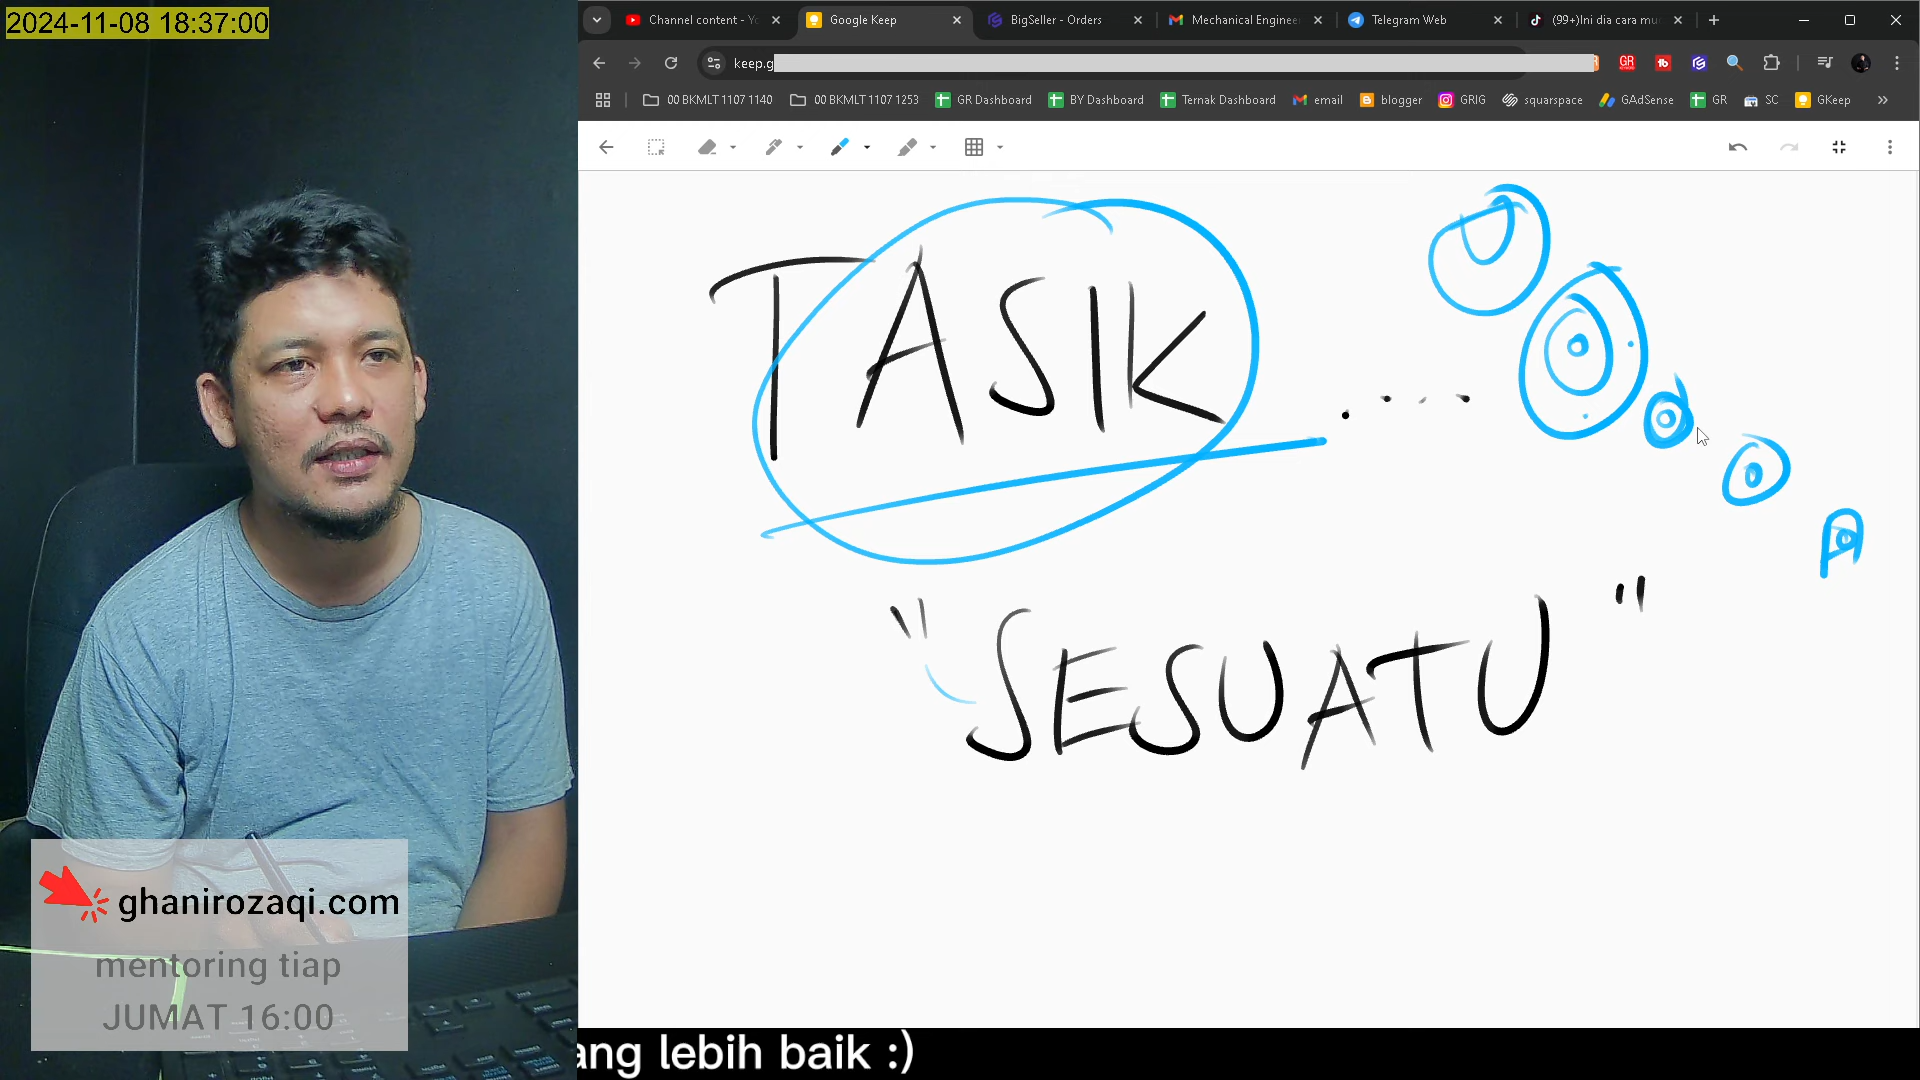 2024-11-08 18:37:00
Channel content - Yo
Google Keep
BigSeller - Orders
Mechanical Enginee
Telegram Web
(99+)Ini dia cara mu
keep.g
00 BKMLT 1107 1140
00 BKMLT 1107 1253
GR Dashboard
BY Dashboard
Ternak Dashboard
email
blogger
GRIG
squarspace
GAdSense
GR
SC
GKeep
TASIK ....
"SESUATU"
ghanirozaqi.com
mentoring tiap
JUMAT 16:00
ang lebih baik :)